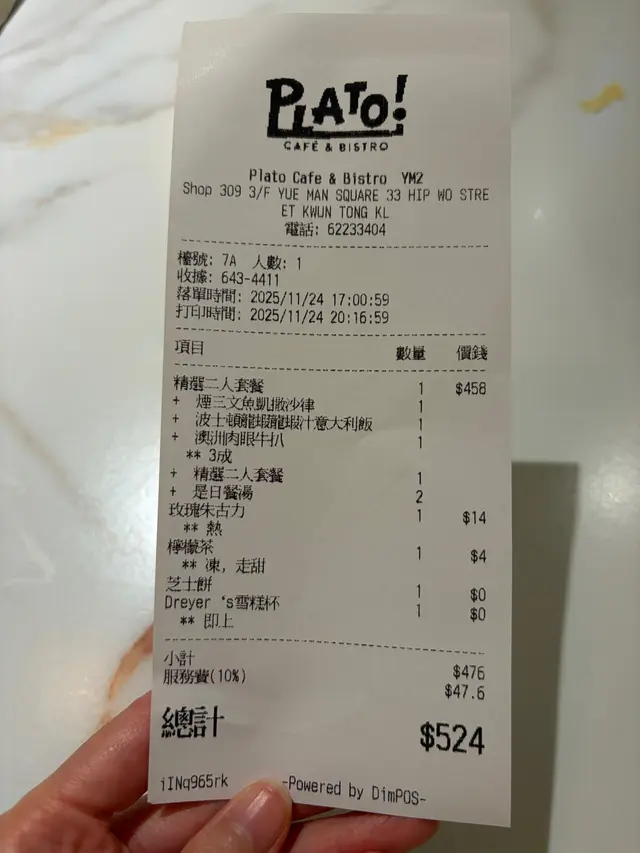 PLATO!
CAFÉ & BISTRO
Plato Cafe & Bistro YM2
Shop 309 3/F YUE MAN SQUARE 33 HIP WO STRE
ET KWUN TONG KL
電話: 62233404
檯號: 7A 人數: 1
收據: 643-4411
落單時間: 2025/11/24 17:00:59
打印時間: 2025/11/24 20:16:59
項目 數量 價錢
精選二人套餐 1 $458
+ 煙三文魚凱撒沙律 1
+ 波士頓龍蝦龍蝦汁意大利飯 1
+ 澳洲肉眼牛扒 1
** 3成
+ 精選二人套餐 1
+ 是日餐湯 2
玫瑰朱古力 1 $14
** 熱
檸檬茶 1 $4
** 凍, 走甜
芝士餅 1 $0
Dreyer 's雪糕杯 1 $0
** 即上
小計 $476
服務費(10%) $47.6
總計 $524
iINq965rk -Powered by DimPOS-